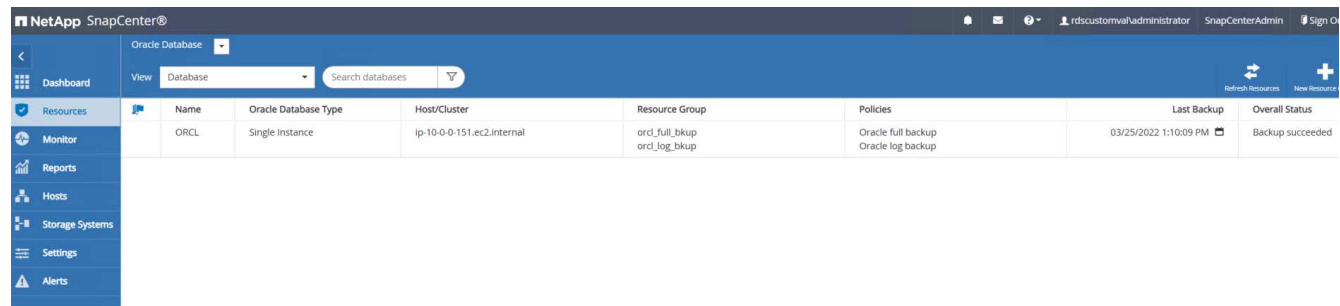 NetApp SnapCenter®
rdscustomval\administrator SnapCenterAdmin Sign O
Oracle Database
Dashboard
View Database Search databases
Refresh Resources New Resource
Resources
Name Oracle Database Type Host/Cluster Resource Group Policies Last Backup Overall Status
ORCL Single Instance ip-10-0-0-151.ec2.internal orcl_full_bkup Oracle full backup 03/25/2022 1:10:09 PM Backup succeeded
orcl_log_bkup Oracle log backup
Monitor
Reports
Hosts
Storage Systems
Settings
Alerts